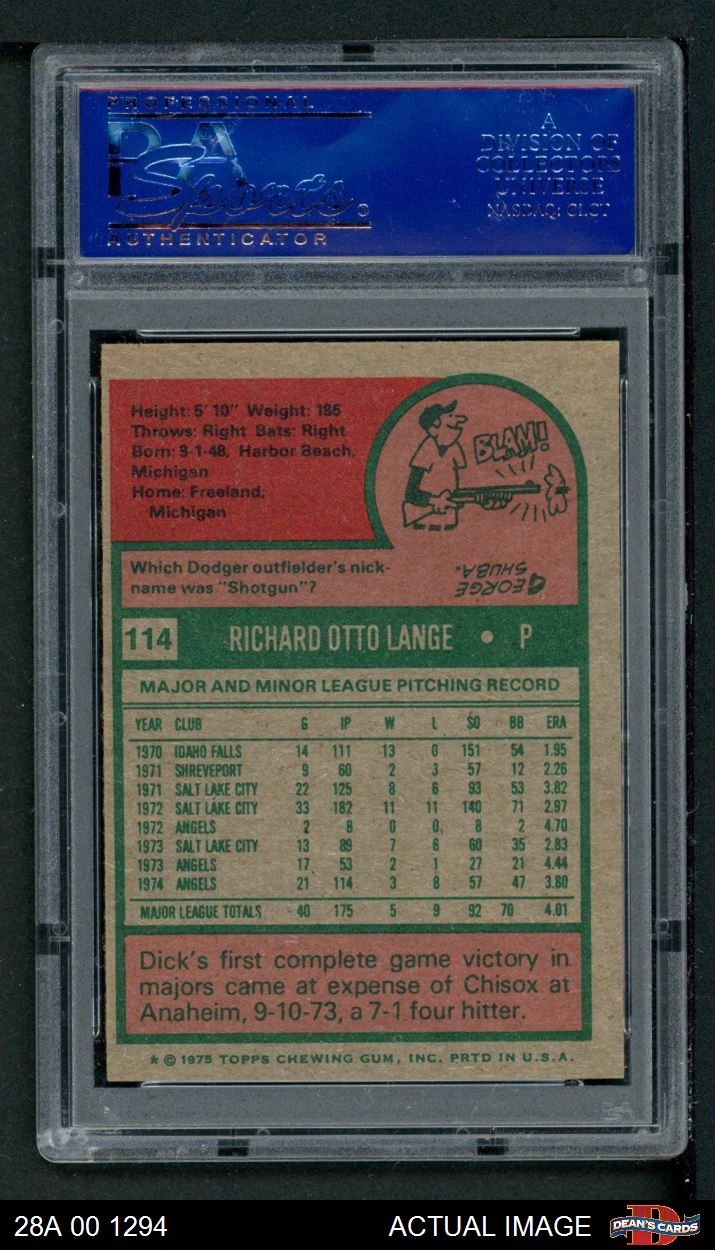 PROFESSIONAL
PSA
Sports
AUTHENTICATOR
A
DIVISION OF
COLLECTORS
UNIVERSE
NASDAQ: CLCT
Height: 5' 10" Weight: 185
Throws: Right Bats: Right
Born: 9-1-48, Harbor Beach,
Michigan
Home: Freeland,
Michigan
BLAM!
Which Dodger outfielder's nick-
name was "Shotgun"?
GEORGE
SHUBA.
114 RICHARD OTTO LANGE • P
MAJOR AND MINOR LEAGUE PITCHING RECORD
YEAR CLUB G IP W L SO BB ERA
1970 IDAHO FALLS 14 111 13 0 151 54 1.95
1971 SHREVEPORT 9 60 2 3 57 12 2.26
1971 SALT LAKE CITY 22 125 8 6 93 53 3.82
1972 SALT LAKE CITY 33 182 11 11 140 71 2.97
1972 ANGELS 2 8 0 0 8 2 4.70
1973 SALT LAKE CITY 13 89 7 6 60 35 2.83
1973 ANGELS 17 53 2 1 27 21 4.44
1974 ANGELS 21 114 3 8 57 47 3.80
MAJOR LEAGUE TOTALS 40 175 5 9 92 70 4.01
Dick's first complete game victory in
majors came at expense of Chisox at
Anaheim, 9-10-73, a 7-1 four hitter.
* © 1975 TOPPS CHEWING GUM, INC. PRTD IN U.S.A.
28A 00 1294 ACTUAL IMAGE
D
DEAN'S CARDS